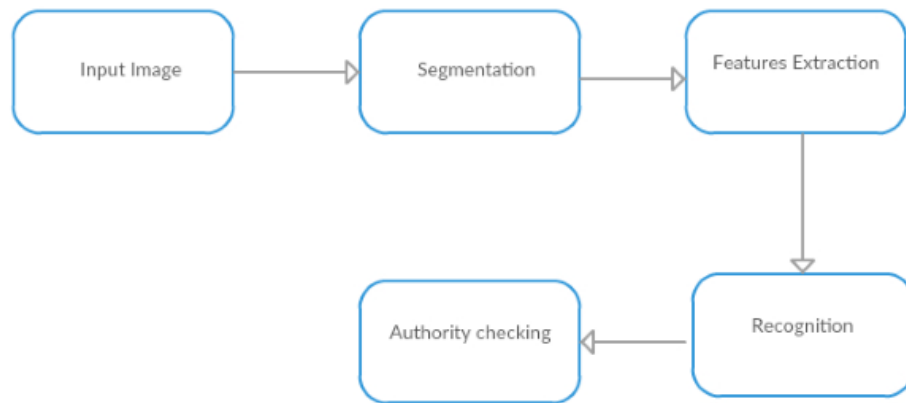 Input Image
Segmentation
Features Extraction
Recognition
Authority checking